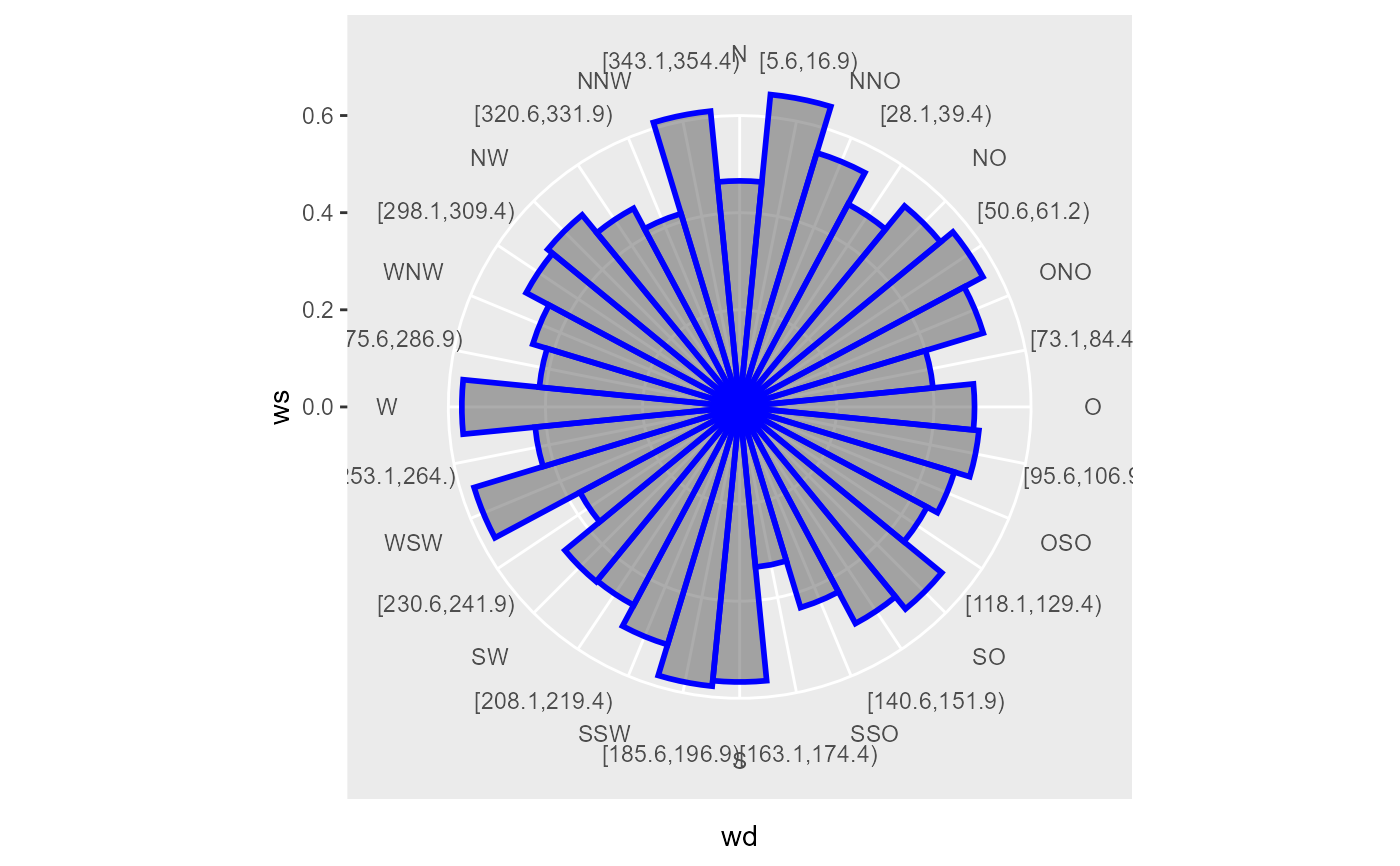 N
[343.1,354.4)
[5.6,16.9)
NNW
NNO
[320.6,331.9)
[28.1,39.4)
0.6
NW
NO
[298.1,309.4)
[50.6,61.2)
0.4
WNW
ONO
0.2
75.6,286.9)
[73.1,84.4
ws
0.0
W
O
53.1,264.)
[95.6,106.9
WSW
OSO
[230.6,241.9)
[118.1,129.4)
SW
SO
[208.1,219.4)
[140.6,151.9)
SSW
SSO
[185.6,196.9)
[163.1,174.4)
S
wd